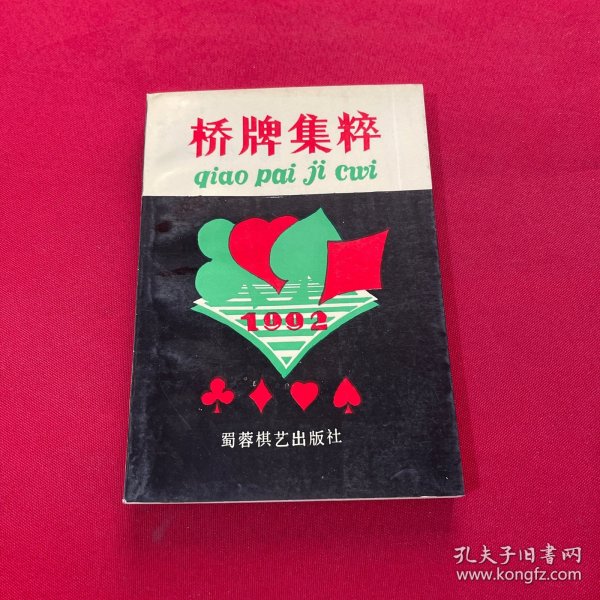 桥牌集粹
qiao pai ji cwi
1992
蜀蓉棋艺出版社
孔夫子旧书网
www.kongfz.com